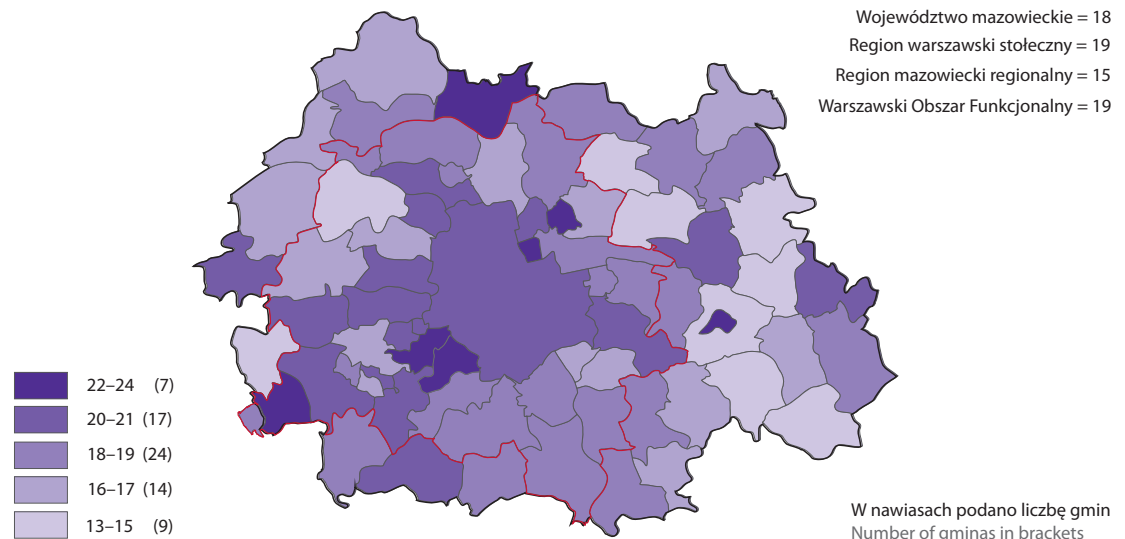 Województwo mazowieckie = 18
Region warszawski stołeczny = 19
Region mazowiecki regionalny = 15
Warszawski Obszar Funkcjonalny = 19
22–24 (7)
20–21 (17)
18–19 (24)
16–17 (14)
13–15 (9)
W nawiasach podano liczbę gmin
Number of gminas in brackets